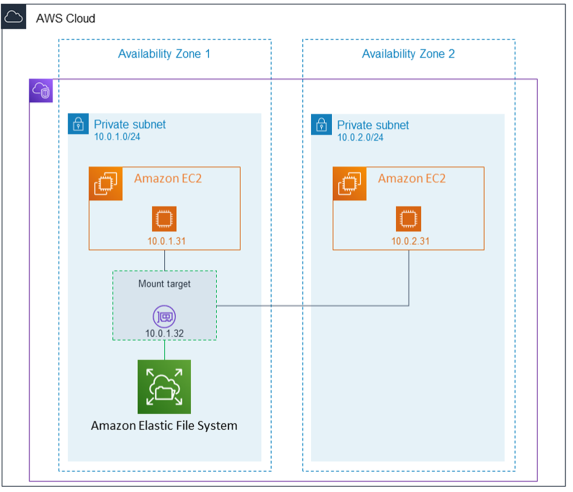 AWS Cloud
Availability Zone 1
Availability Zone 2
Private subnet
10.0.1.0/24
Private subnet
10.0.2.0/24
Amazon EC2
10.0.1.31
Amazon EC2
10.0.2.31
Mount target
10.0.1.32
Amazon Elastic File System